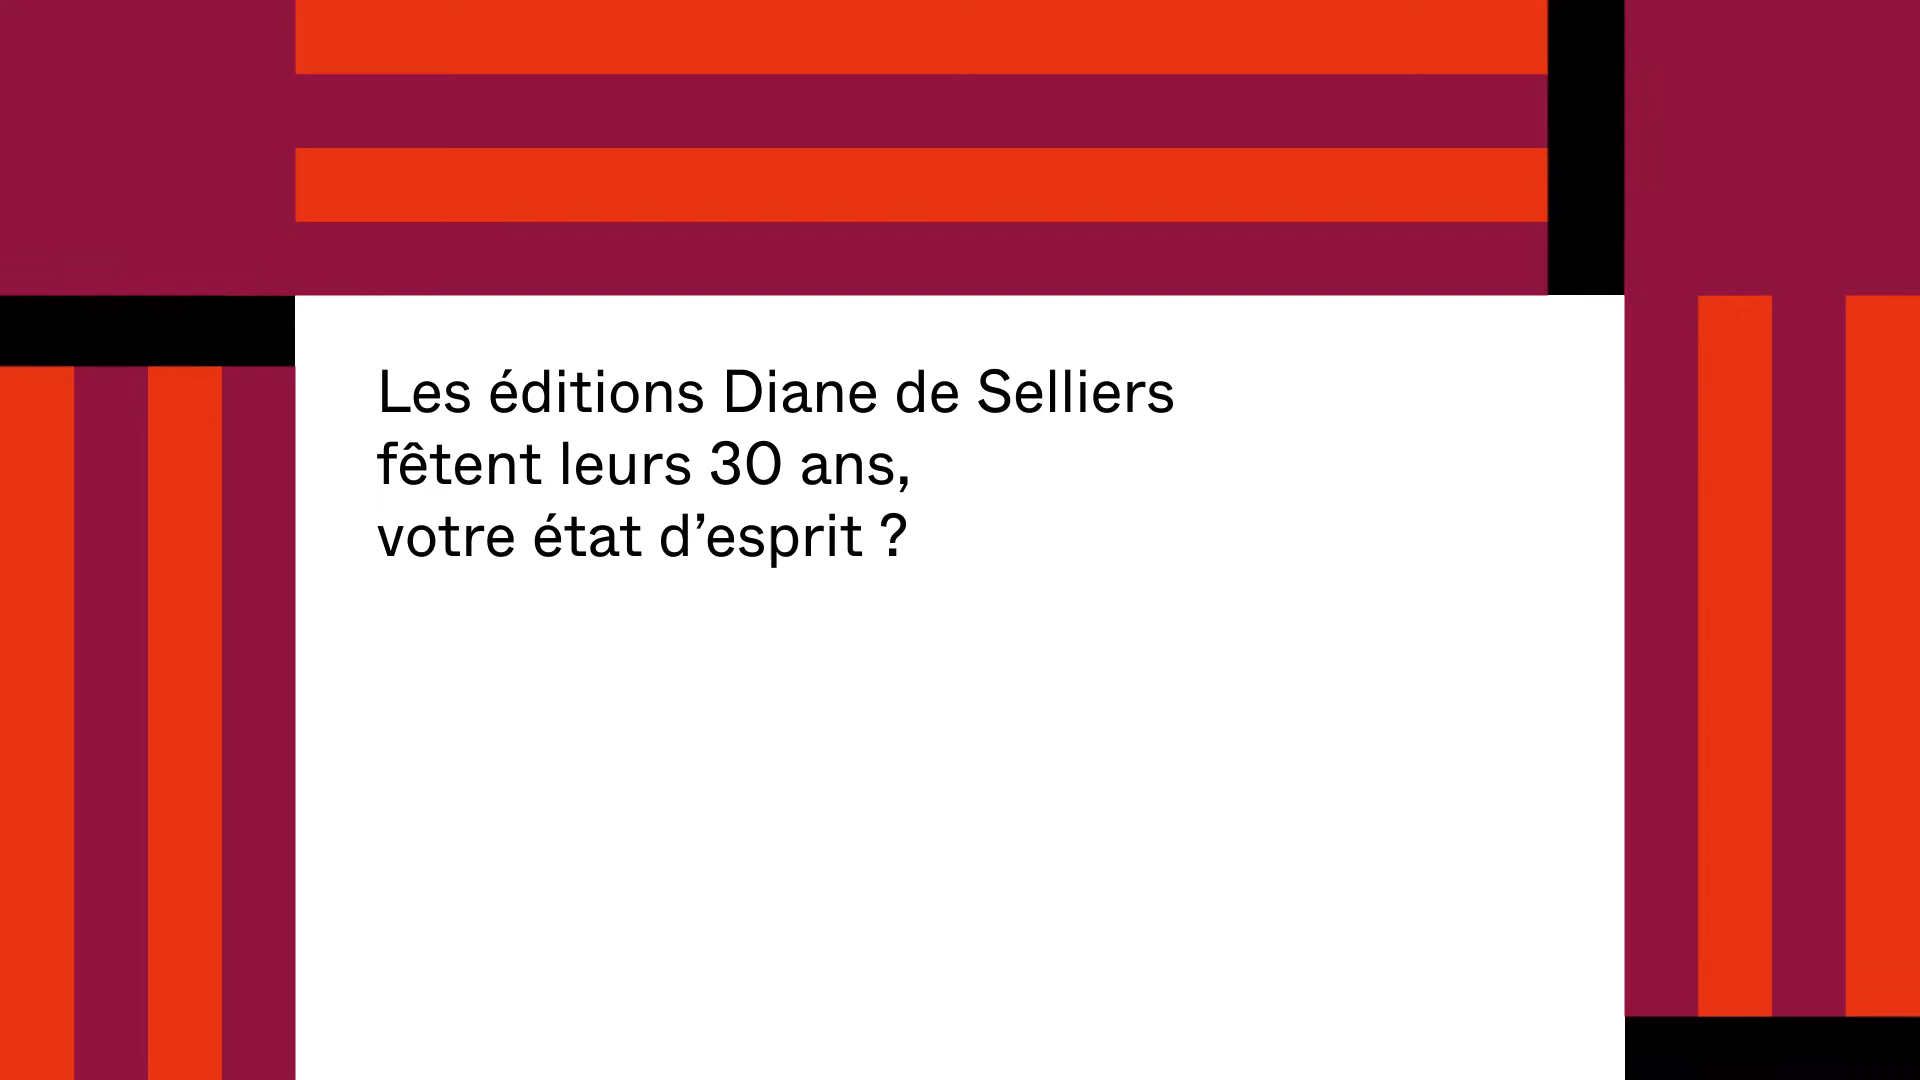 Les éditions Diane de Selliers
fêtent leurs 30 ans,
votre état d’esprit ?